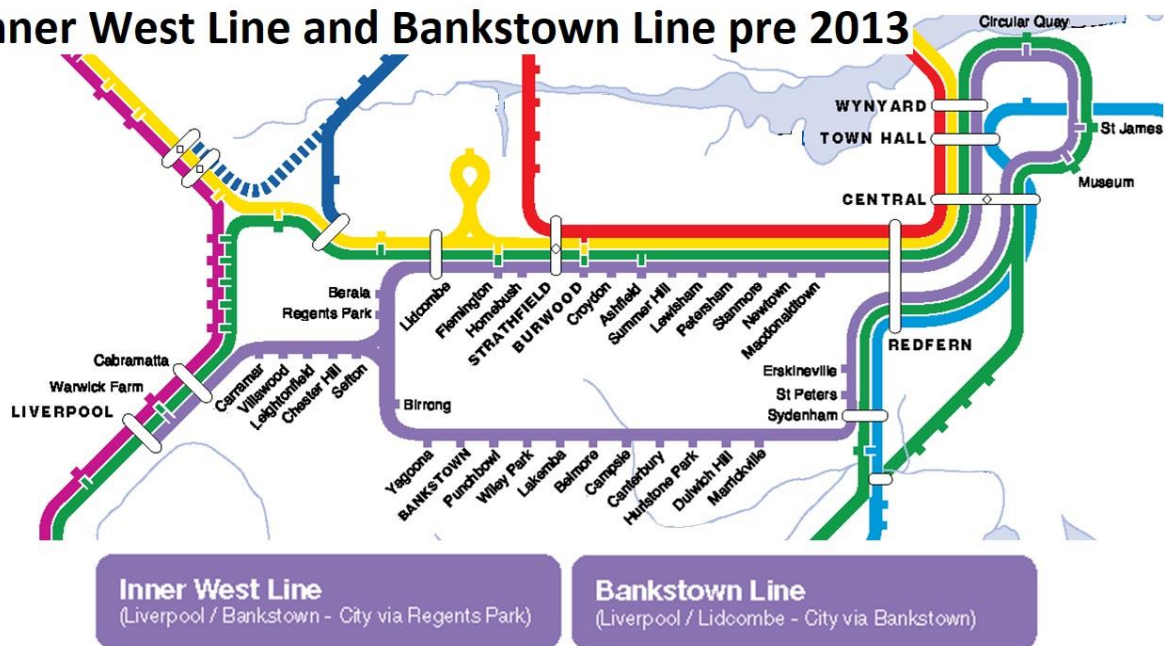 nner West Line and Bankstown Line pre 2013
Circular Quay
WYNYARD
TOWN HALL
St James
Museum
CENTRAL
Berala
Regents Park
Lidcombe
Flemington
Homebush
STRATHFIELD
BURWOOD
Croydon
Ashfield
Summer Hill
Lewisham
Petersham
Stanmore
Newtown
Macdonaldtown
REDFERN
Cabramatta
Warwick Farm
LIVERPOOL
Carramar
Villawood
Leightonfield
Chester Hill
Sefton
Birrong
Erskineville
St Peters
Sydenham
Yagoona
BANKSTOWN
Punchbowl
Wiley Park
Lakemba
Belmore
Campsie
Canterbury
Hurlstone Park
Dulwich Hill
Marrickville
Inner West Line
(Liverpool / Bankstown - City via Regents Park)
Bankstown Line
(Liverpool / Lidcombe - City via Bankstown)